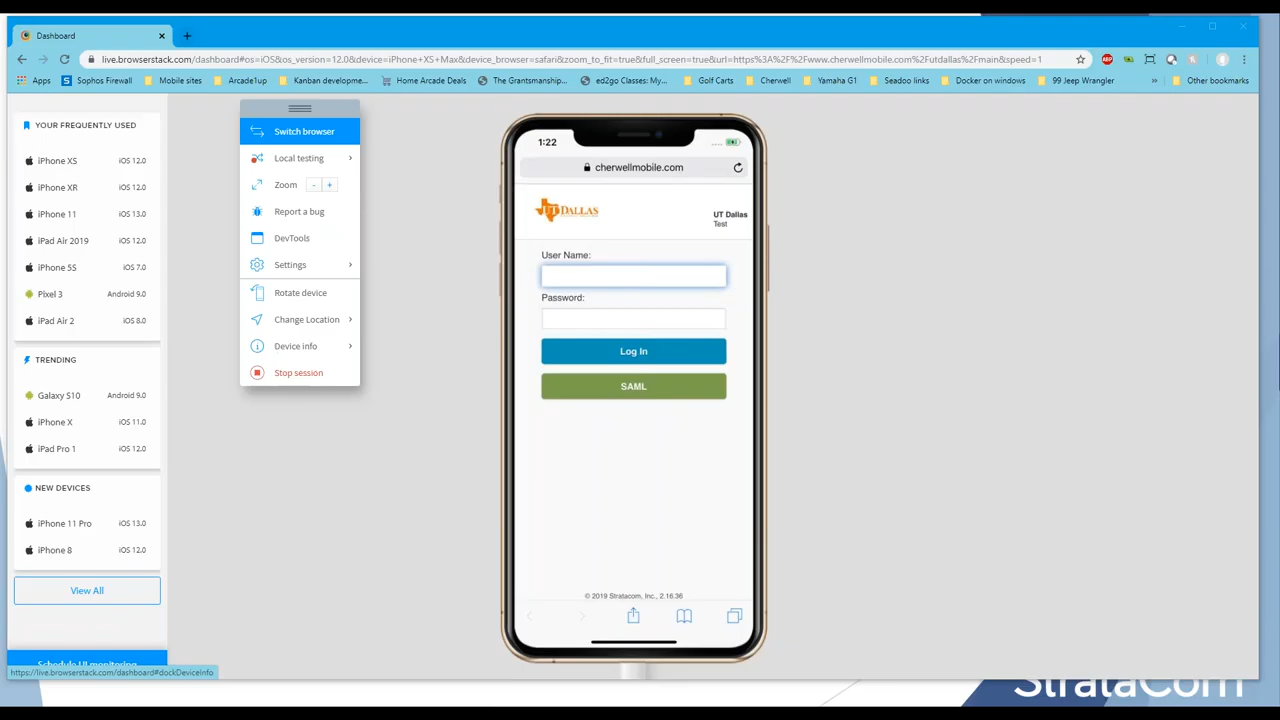 Dashboard
live.browserstack.com/dashboard#os=iOS&os_version=12.0&device=iPhone+XS+Max&device_browser=safari&zoom_to_fit=true&full_screen=true&url=https%3A%2F%2Fwww.cherwellmobile.com%2Futdallas%2Fmain&speed=1
Apps Sophos Firewall Mobile sites Arcade1up Kanban developme... Home Arcade Deals The Grantsmanship... ed2go Classes: My... Golf Carts Cherwell Yamaha G1 Seadoo links Docker on windows 99 Jeep Wrangler » Other bookmarks
YOUR FREQUENTLY USED
iPhone XS iOS 12.0
iPhone XR iOS 12.0
iPhone 11 iOS 13.0
iPad Air 2019 iOS 12.0
iPhone 5S iOS 7.0
Pixel 3 Android 9.0
iPad Air 2 iOS 8.0
TRENDING
Galaxy S10 Android 9.0
iPhone X iOS 11.0
iPad Pro 1 iOS 12.0
NEW DEVICES
iPhone 11 Pro iOS 13.0
iPhone 8 iOS 12.0
View All
Schedule UI monitoring
https://live.browserstack.com/dashboard#dockDeviceInfo
Switch browser
Local testing
Zoom - +
Report a bug
DevTools
Settings
Rotate device
Change Location
Device info
Stop session
1:22
cherwellmobile.com
UT DALLAS
UT Dallas
Test
User Name:
Password:
Log In
SAML
© 2019 Stratacom, Inc., 2.16.36
StrataCom